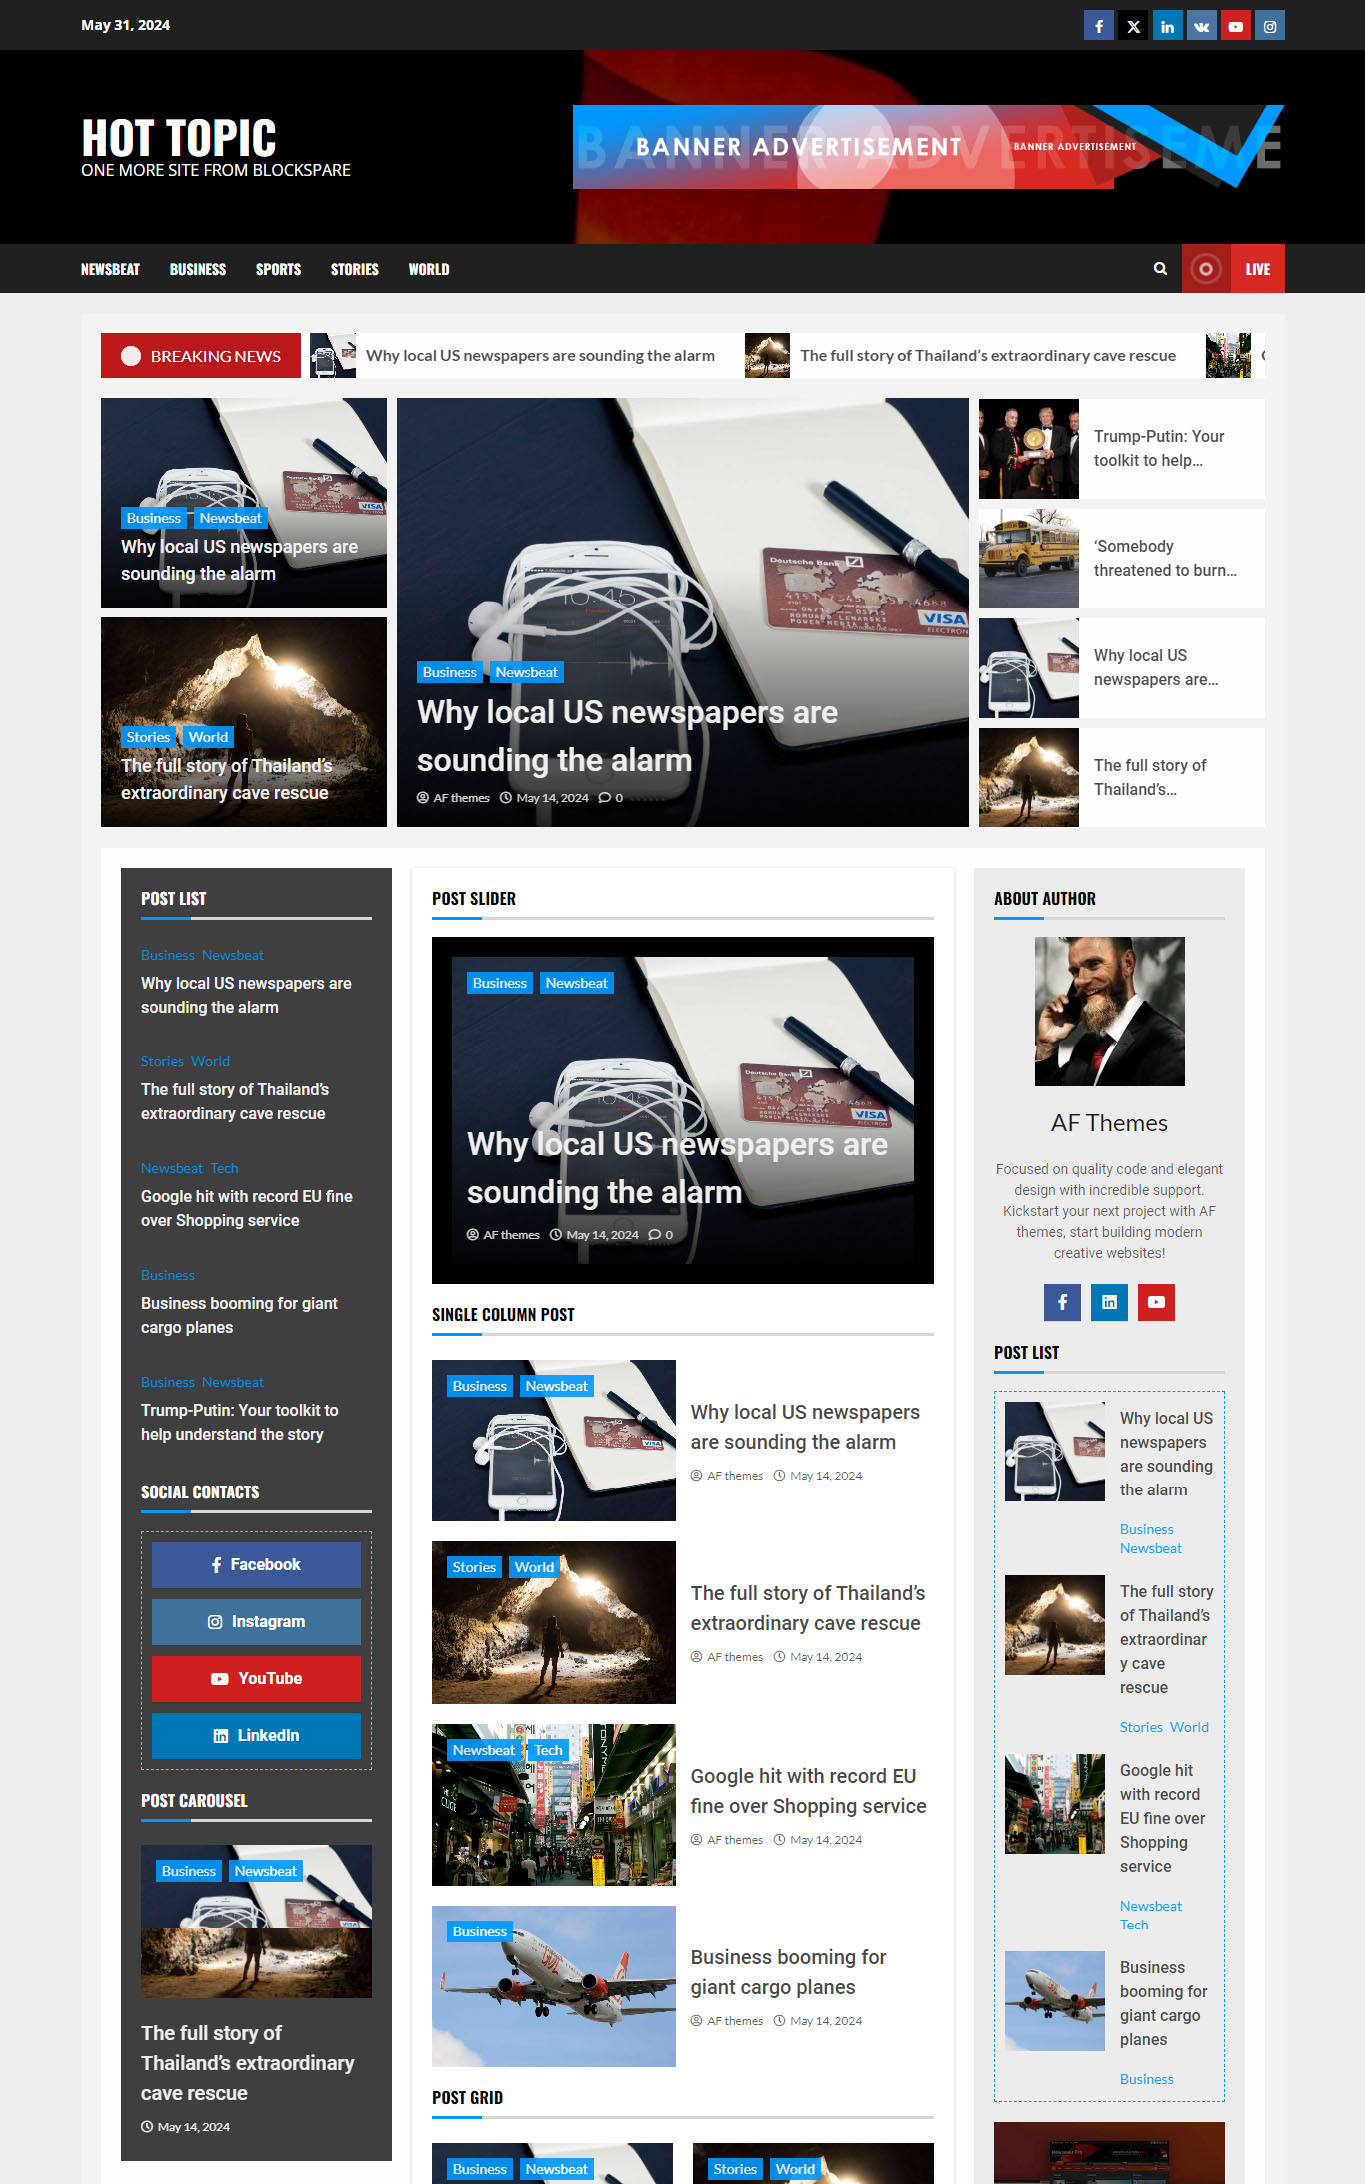 May 31, 2024
HOT TOPIC
ONE MORE SITE FROM BLOCKSPARE
BANNER ADVERTISEMENT
BANNER ADVERTISEMENT
NEWSBEAT BUSINESS SPORTS STORIES WORLD
LIVE
BREAKING NEWS
Why local US newspapers are sounding the alarm
The full story of Thailand’s extraordinary cave rescue
Business Newsbeat
Why local US newspapers are
sounding the alarm
Stories World
The full story of Thailand’s
extraordinary cave rescue
Deutsche Bank
VISA
Business Newsbeat
Why local US newspapers are
sounding the alarm
AF themes May 14, 2024 0
Trump-Putin: Your
toolkit to help...
‘Somebody
threatened to burn...
Why local US
newspapers are...
The full story of
Thailand’s...
POST LIST
Business Newsbeat
Why local US newspapers are
sounding the alarm
Stories World
The full story of Thailand’s
extraordinary cave rescue
Newsbeat Tech
Google hit with record EU fine
over Shopping service
Business
Business booming for giant
cargo planes
Business Newsbeat
Trump-Putin: Your toolkit to
help understand the story
SOCIAL CONTACTS
Facebook
Instagram
YouTube
LinkedIn
POST CAROUSEL
Business Newsbeat
The full story of
Thailand’s extraordinary
cave rescue
May 14, 2024
POST SLIDER
Business Newsbeat
Deutsche Bank
VISA
Why local US newspapers are
sounding the alarm
AF themes May 14, 2024 0
SINGLE COLUMN POST
Business Newsbeat
Why local US newspapers
are sounding the alarm
AF themes May 14, 2024
Stories World
The full story of Thailand’s
extraordinary cave rescue
AF themes May 14, 2024
Newsbeat Tech
Google hit with record EU
fine over Shopping service
AF themes May 14, 2024
Business
Business booming for
giant cargo planes
AF themes May 14, 2024
POST GRID
Business Newsbeat
Stories World
ABOUT AUTHOR
AF Themes
Focused on quality code and elegant
design with incredible support.
Kickstart your next project with AF
themes, start building modern
creative websites!
POST LIST
Why local US
newspapers
are sounding
the alarm
Business
Newsbeat
The full story
of Thailand’s
extraordinar
y cave
rescue
Stories World
Google hit
with record
EU fine over
Shopping
service
Newsbeat
Tech
Business
booming for
giant cargo
planes
Business